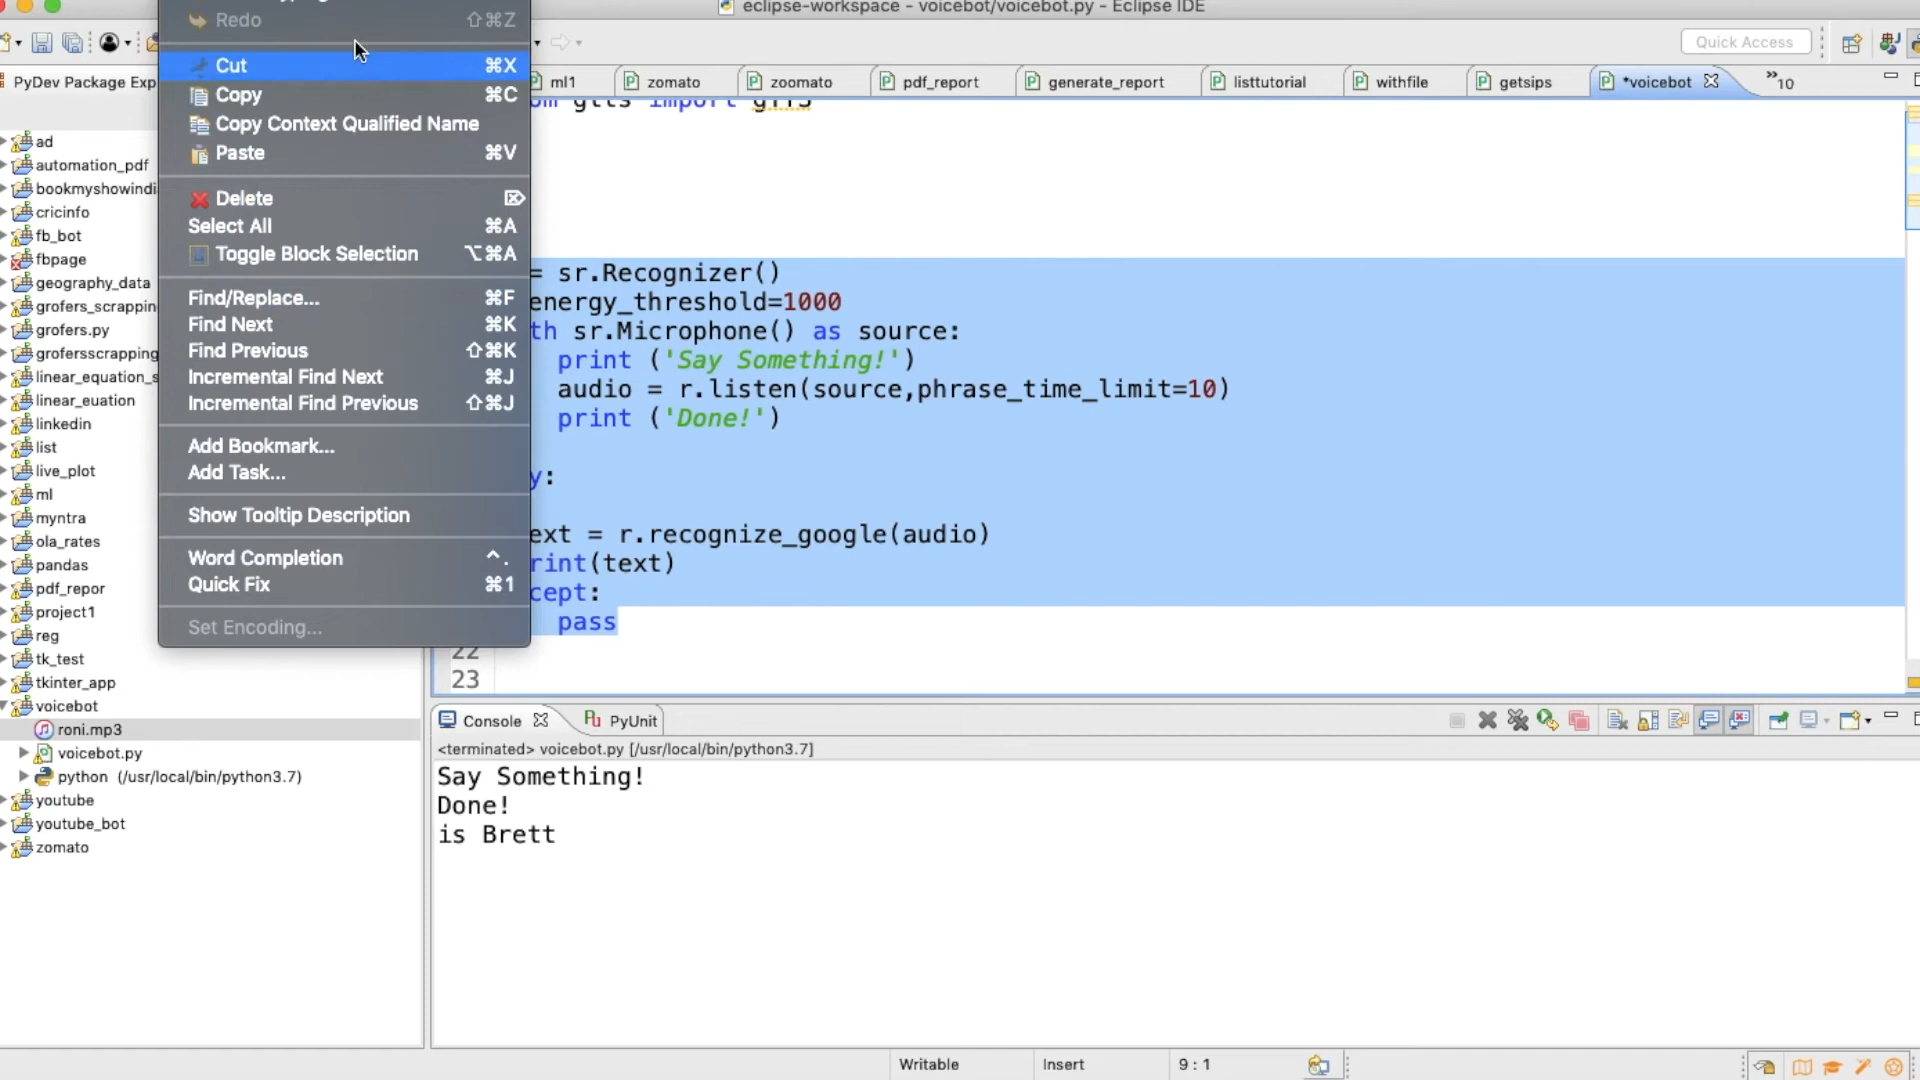 eclipse-workspace - voicebot/voicebot.py - Eclipse IDE
Redo ⇧⌘Z
Cut ⌘X
Copy ⌘C
Copy Context Qualified Name
Paste ⌘V
Delete
Select All ⌘A
Toggle Block Selection ⌥⌘A
Find/Replace... ⌘F
Find Next ⌘K
Find Previous ⇧⌘K
Incremental Find Next ⌘J
Incremental Find Previous ⇧⌘J
Add Bookmark...
Add Task...
Show Tooltip Description
Word Completion ^ .
Quick Fix ⌘1
Set Encoding...
Quick Access
PyDev Package Exp
ad
automation_pdf
bookmyshowindi
cricinfo
fb_bot
fbpage
geography_data
grofers_scrappin
grofers.py
grofersscrapping
linear_equation_s
linear_euation
linkedin
list
live_plot
ml
myntra
ola_rates
pandas
pdf_repor
project1
reg
tk_test
tkinter_app
voicebot
roni.mp3
voicebot.py
python (/usr/local/bin/python3.7)
youtube
youtube_bot
zomato
ml1 zomato zoomato pdf_report generate_report listtutorial withfile getsips *voicebot »10
om gtts import gTTS
= sr.Recognizer()
energy_threshold=1000
th sr.Microphone() as source:
print ('Say Something!')
audio = r.listen(source,phrase_time_limit=10)
print ('Done!')
y:
ext = r.recognize_google(audio)
rint(text)
cept:
pass
22
23
Console PyUnit
<terminated> voicebot.py [/usr/local/bin/python3.7]
Say Something!
Done!
is Brett
Writable Insert 9 : 1